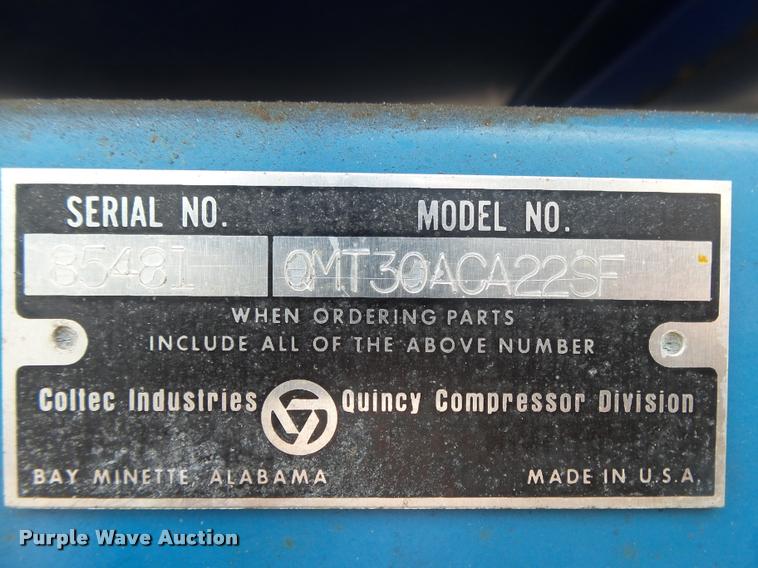 SERIAL NO. MODEL NO.
85481 QMT30ACA22SF
WHEN ORDERING PARTS
INCLUDE ALL OF THE ABOVE NUMBER
Coltec Industries Quincy Compressor Division
BAY MINETTE, ALABAMA MADE IN U.S.A.
Purple Wave Auction